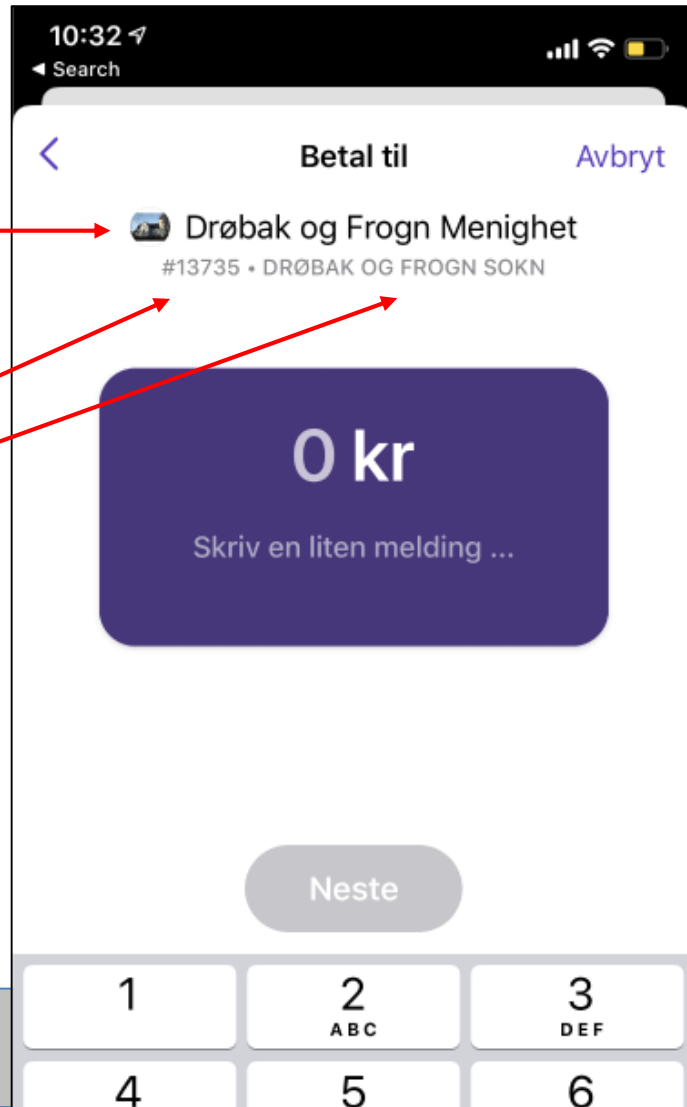 10:32
◀ Search
Betal til
Avbryt
Drøbak og Frogn Menighet
#13735 • DRØBAK OG FROGN SOKN
0 kr
Skriv en liten melding ...
Neste
1
2
ABC
3
DEF
4
5
6